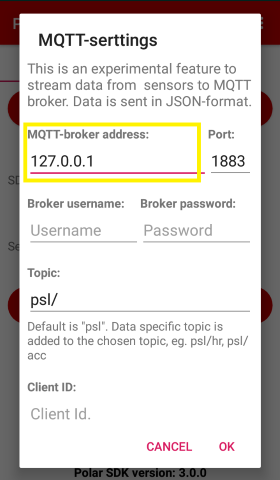 MQTT-serttings
This is an experimental feature to
stream data from sensors to MQTT
broker. Data is sent in JSON-format.
MQTT-broker address: Port:
127.0.0.1 1883
Broker username: Broker password:
Username Password
Topic:
psl/
Default is "psl". Data specific topic is
added to the chosen topic, eg. psl/hr, psl/
acc
Client ID:
Client Id.
CANCEL OK
Polar SDK version: 3.0.0